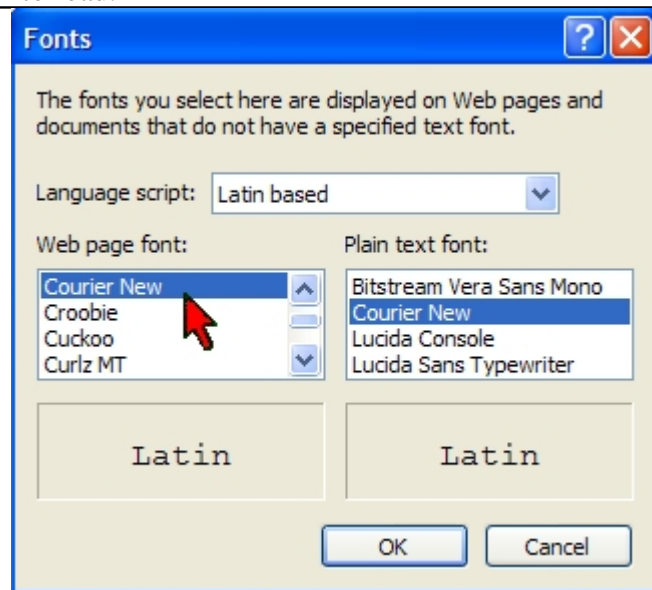 Fonts
The fonts you select here are displayed on Web pages and
documents that do not have a specified text font.
Language script: Latin based
Web page font: Plain text font:
Courier New Bitstream Vera Sans Mono
Croobie Courier New
Cuckoo Lucida Console
Curlz MT Lucida Sans Typewriter
Latin Latin
OK Cancel